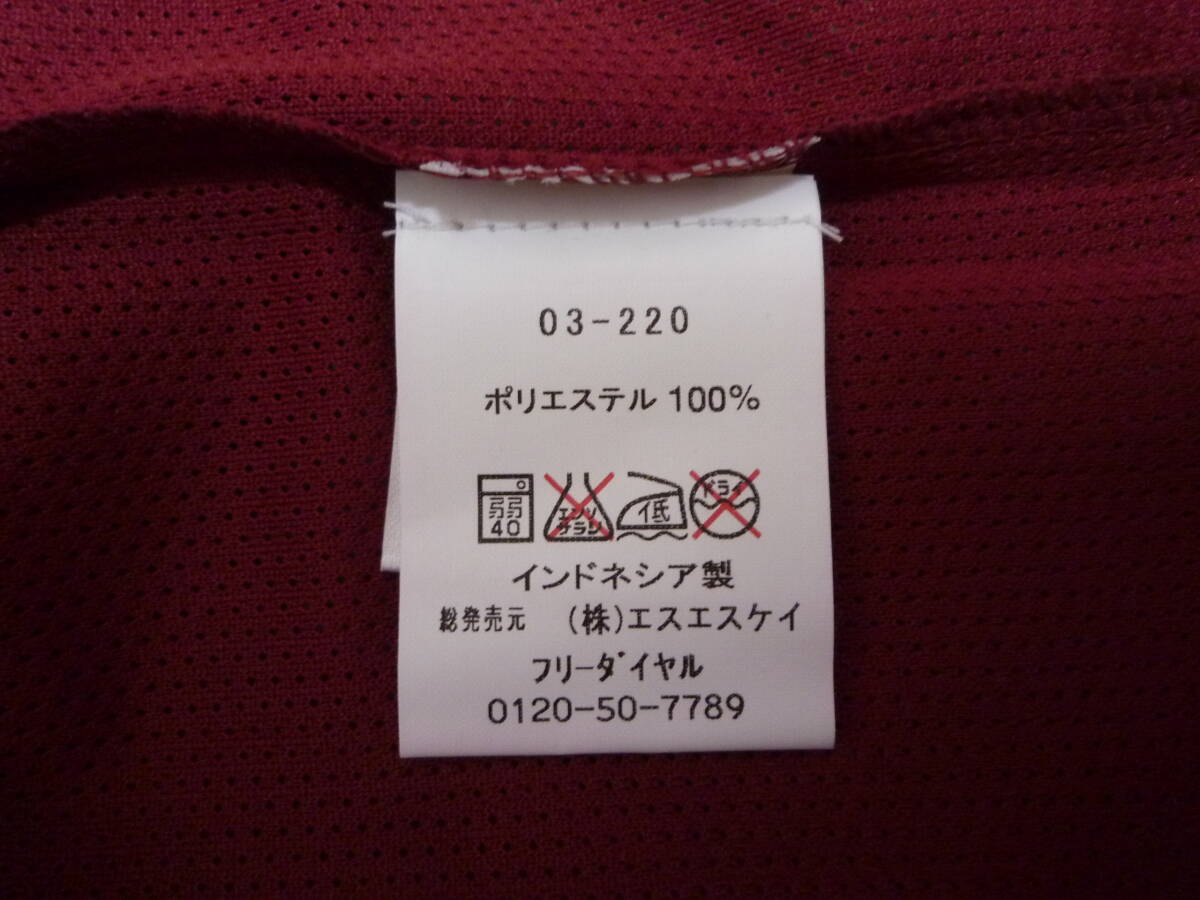 03-220
ポリエステル 100%
弱 40 エンソ チラシ 低 ドライ
インドネシア製
総発売元 (株)エスエスケイ
フリーダイヤル
0120-50-7789